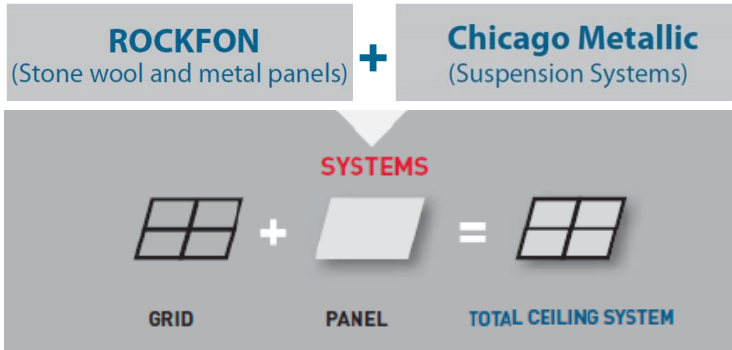 ROCKFON
(Stone wool and metal panels)
+
Chicago Metallic
(Suspension Systems)
SYSTEMS
+
=
GRID
PANEL
TOTAL CEILING SYSTEM